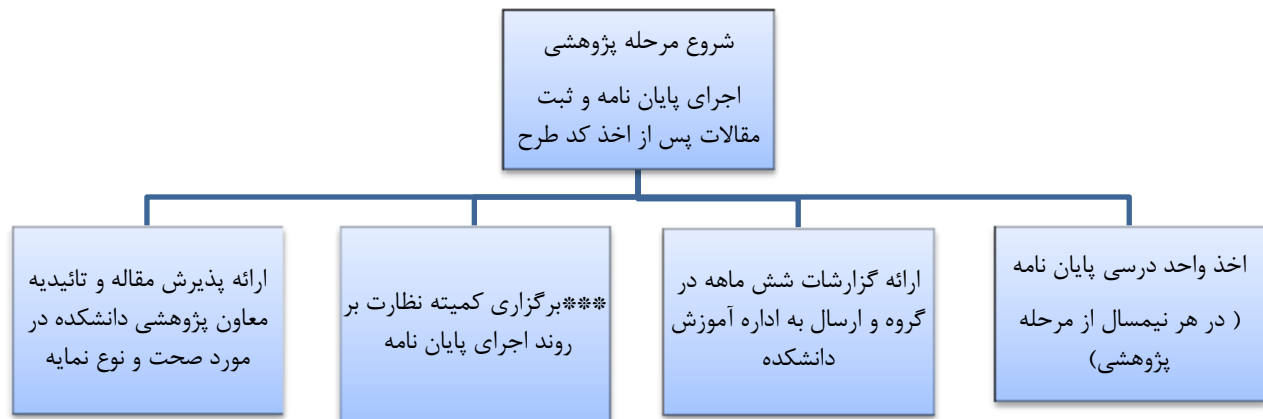 شروع مرحله پژوهشی
اجرای پایان نامه و ثبت
مقالات پس از اخذ کد طرح
اخذ واحد درسی پایان نامه
( در هر نیمسال از مرحله
پژوهشی)
ارائه گزارشات شش ماهه در
گروه و ارسال به اداره آموزش
دانشکده
***برگزاری کمیته نظارت بر
روند اجرای پایان نامه
ارائه پذیرش مقاله و تائیدیه
معاون پژوهشی دانشکده در
مورد صحت و نوع نمایه